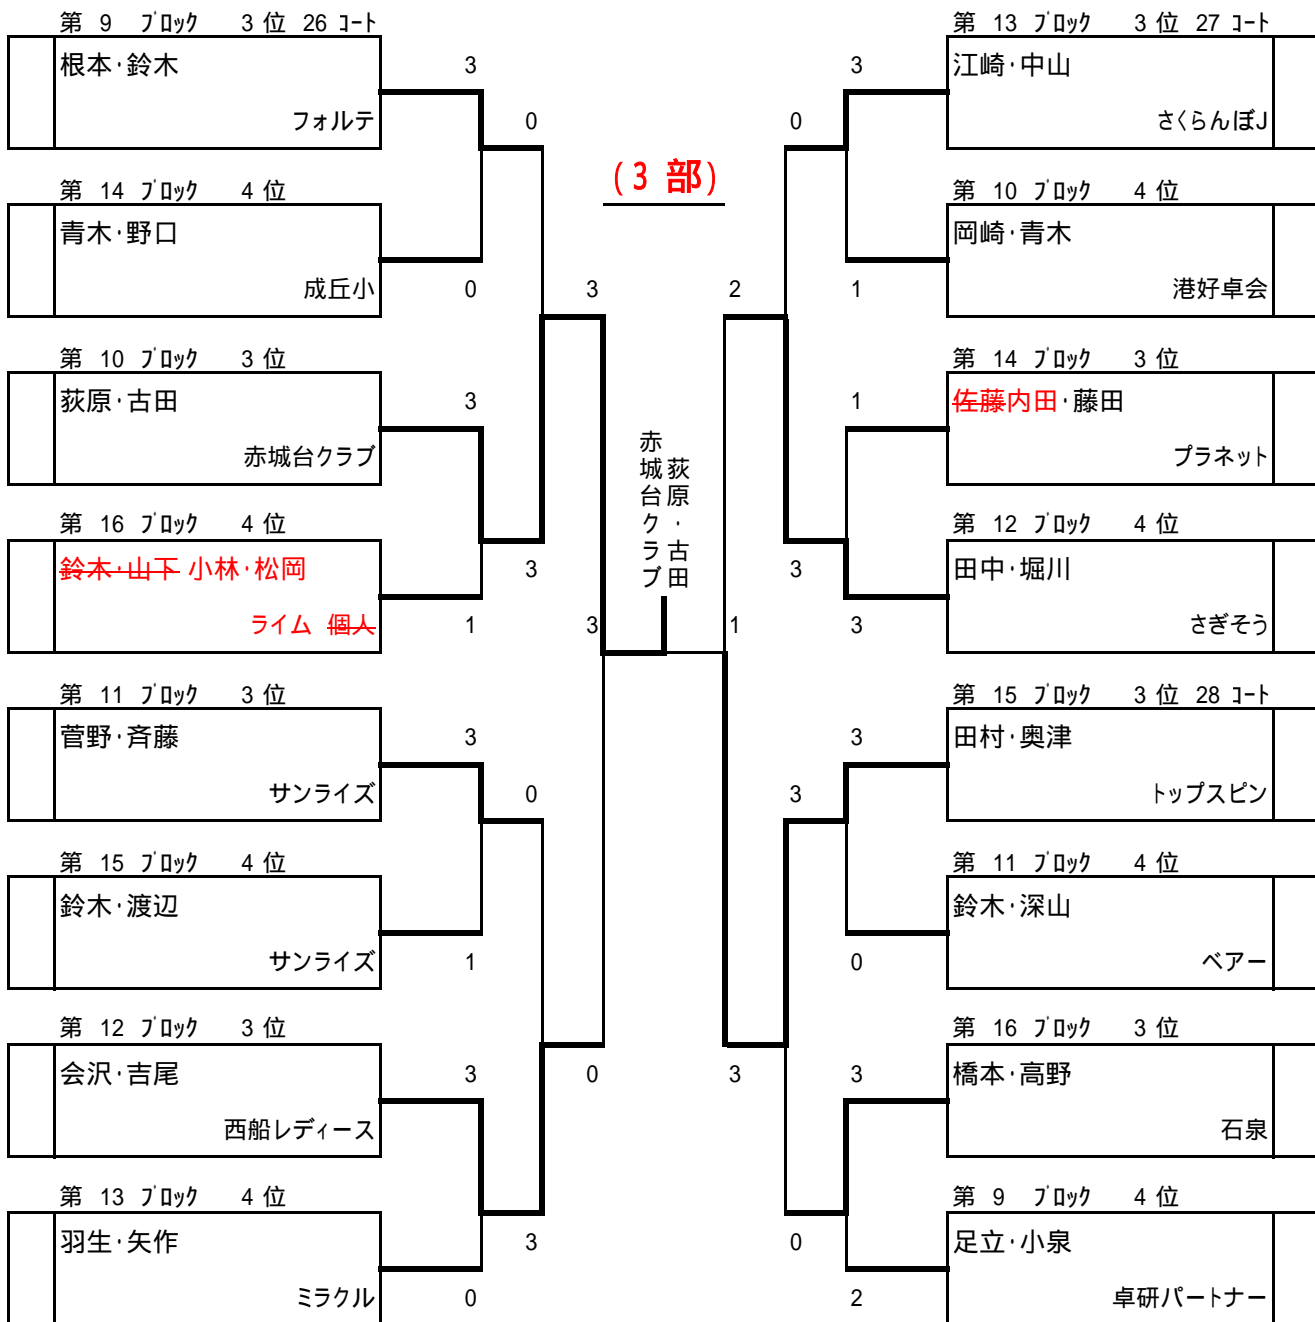 第 9 ブロック 3 位 26 コート
根本・鈴木
フォルテ
第 14 ブロック 4 位
青木・野口
成丘小
第 10 ブロック 3 位
荻原・古田
赤城台クラブ
第 16 ブロック 4 位
鈴木・山下 小林・松岡
ライム 個人
第 11 ブロック 3 位
菅野・斉藤
サンライズ
第 15 ブロック 4 位
鈴木・渡辺
サンライズ
第 12 ブロック 3 位
会沢・吉尾
西船レディース
第 13 ブロック 4 位
羽生・矢作
ミラクル
3
0
0
3
3
3
1
3
3
0
1
3
0
3
0
(3 部)
荻原・古田
赤城台クラブ
3
0
1
2
1
3
3
1
3
3
0
3
3
0
2
第 13 ブロック 3 位 27 コート
江崎・中山
さくらんぼJ
第 10 ブロック 4 位
岡崎・青木
港好卓会
第 14 ブロック 3 位
佐藤内田・藤田
プラネット
第 12 ブロック 4 位
田中・堀川
さぎそう
第 15 ブロック 3 位 28 コート
田村・奥津
トップスピン
第 11 ブロック 4 位
鈴木・深山
ベアー
第 16 ブロック 3 位
橋本・高野
石泉
第 9 ブロック 4 位
足立・小泉
卓研パートナー